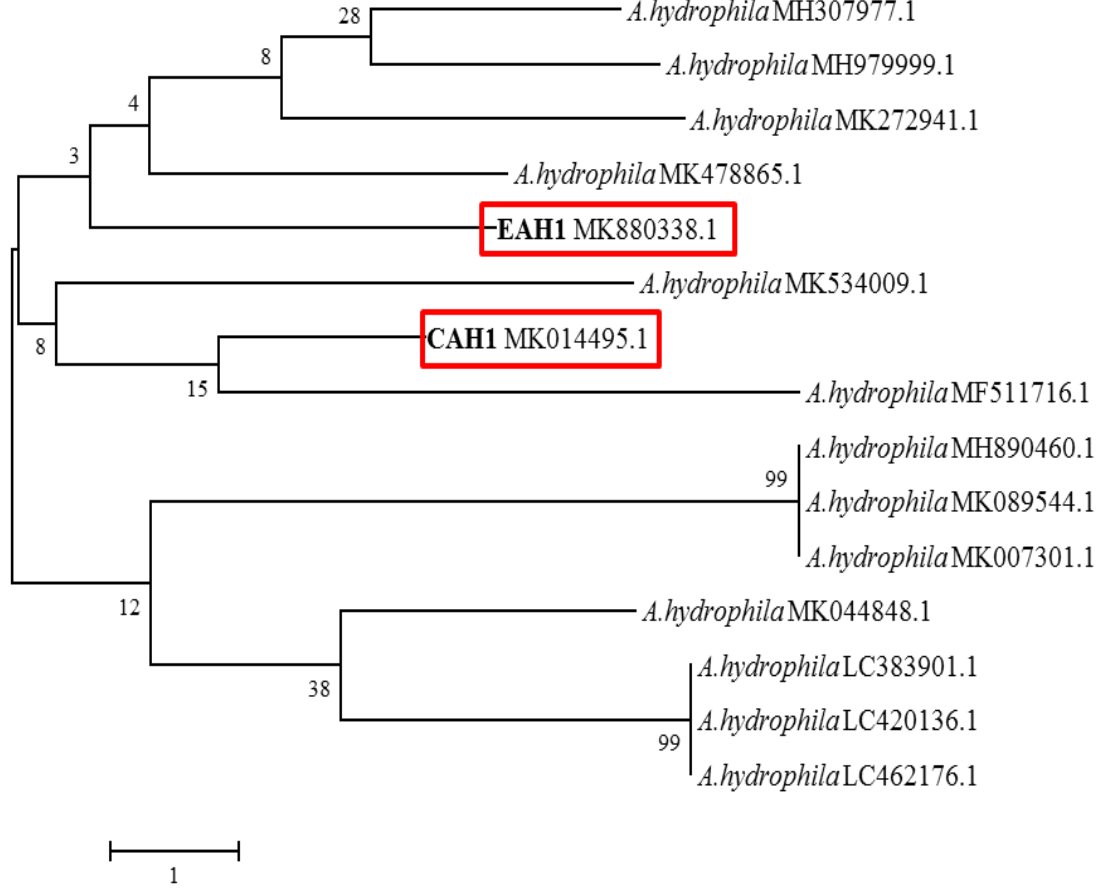 28
A.hydrophila MH307977.1
8
A.hydrophila MH979999.1
4
A.hydrophila MK272941.1
3
A.hydrophila MK478865.1
EAH1 MK880338.1
A.hydrophila MK534009.1
8
CAH1 MK014495.1
15
A.hydrophila MF511716.1
A.hydrophila MH890460.1
99
A.hydrophila MK089544.1
A.hydrophila MK007301.1
12
A.hydrophila MK044848.1
A.hydrophila LC383901.1
38
A.hydrophila LC420136.1
99
A.hydrophila LC462176.1
1